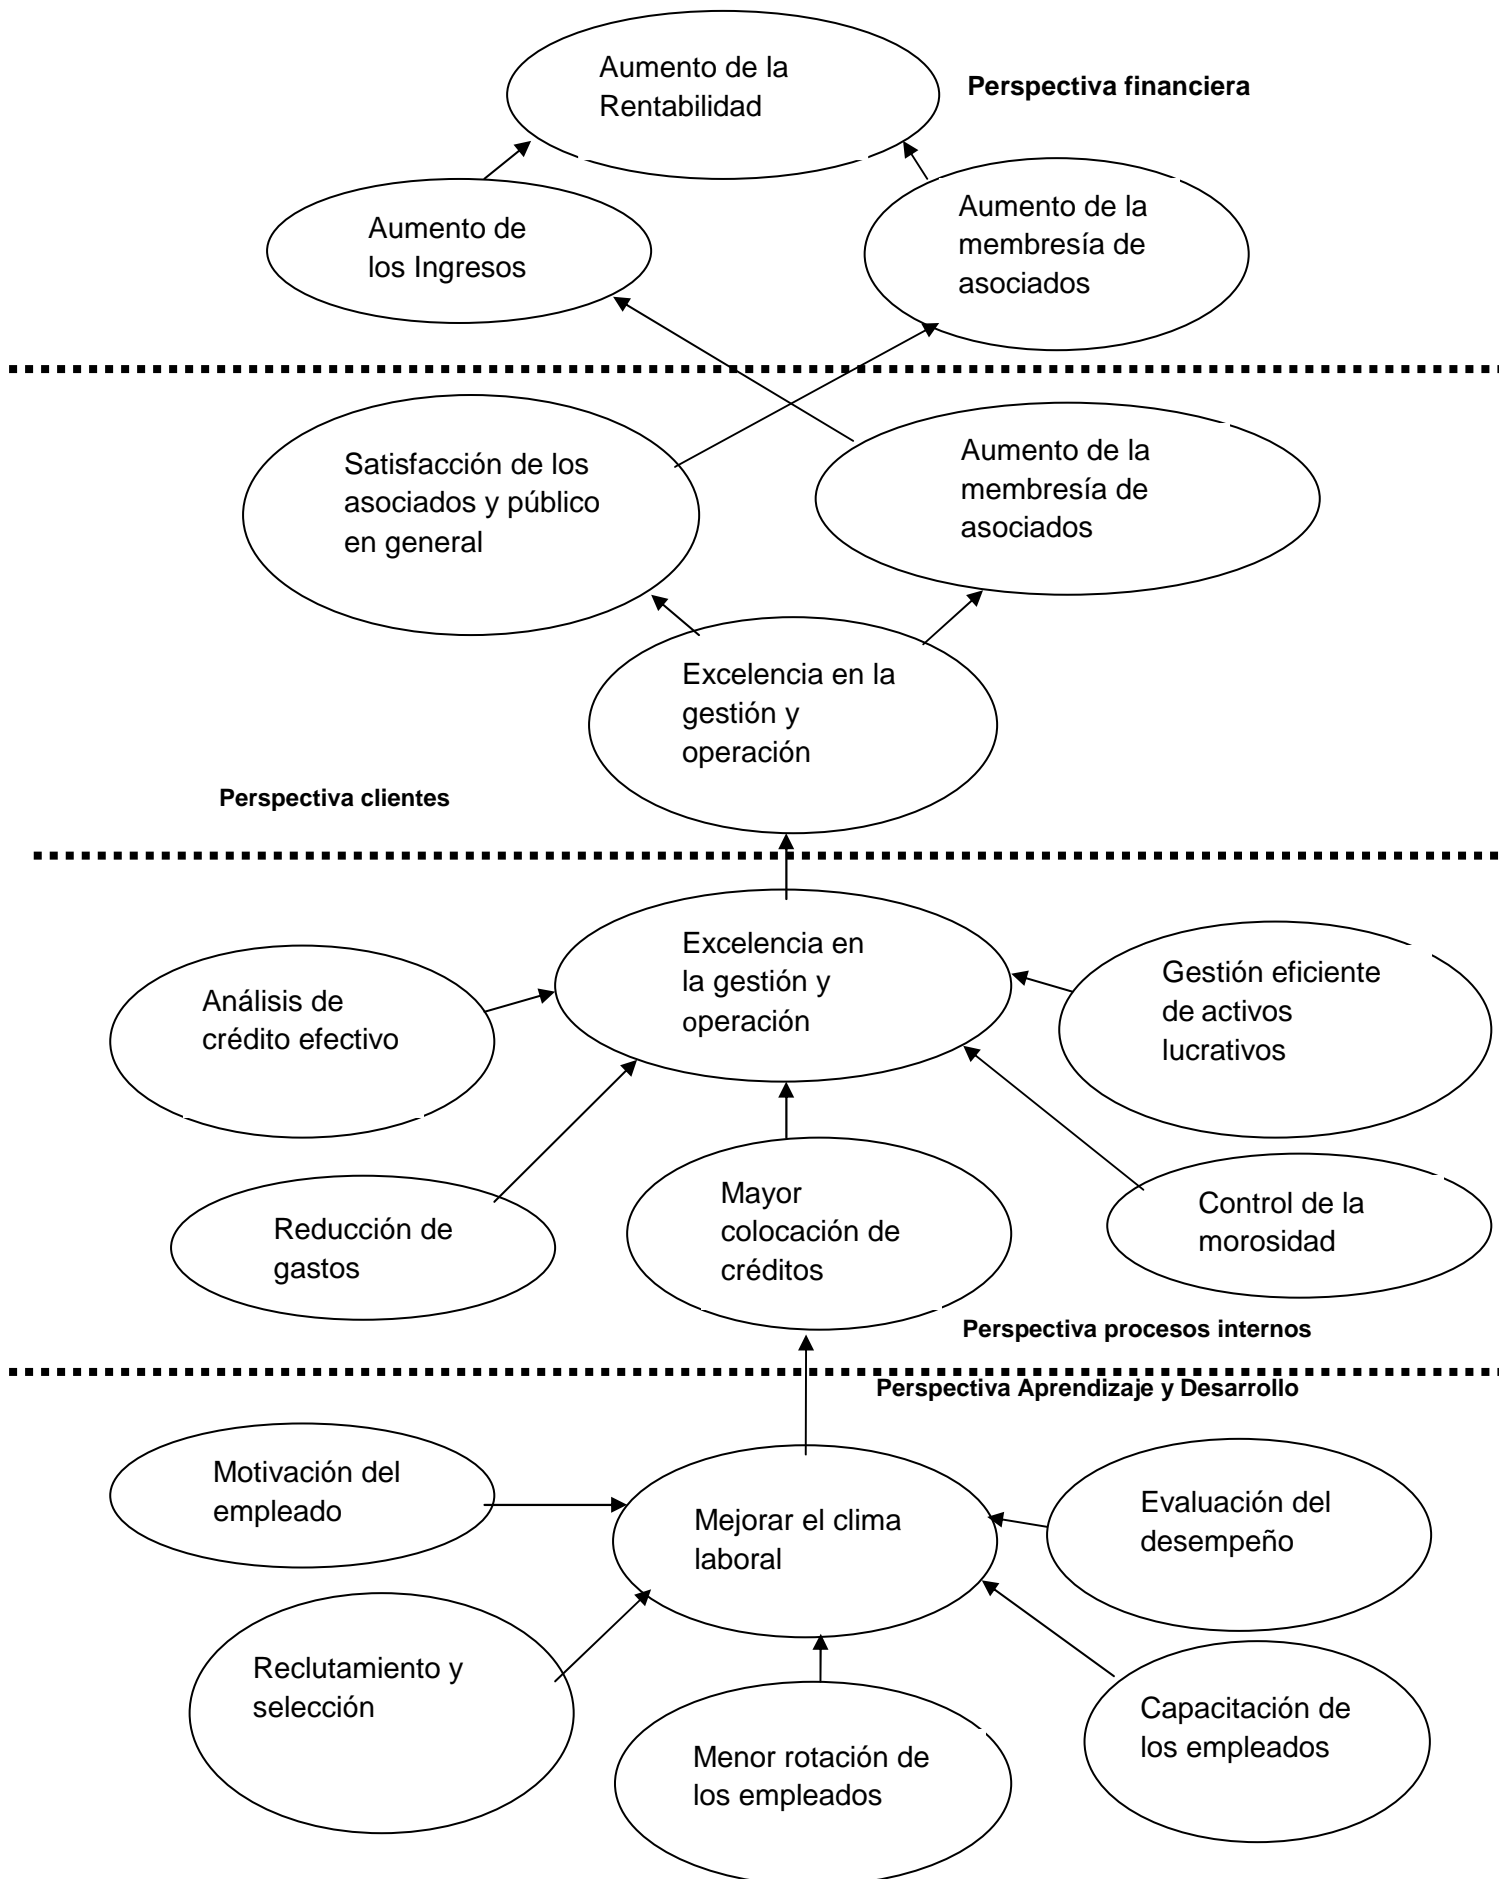 Aumento de la
Rentabilidad
Perspectiva financiera
Aumento de
los Ingresos
Aumento de la
membresía de
asociados
Satisfacción de los
asociados y público
en general
Aumento de la
membresía de
asociados
Excelencia en la
gestión y
operación
Perspectiva clientes
Excelencia en
la gestión y
operación
Análisis de
crédito efectivo
Gestión eficiente
de activos
lucrativos
Reducción de
gastos
Mayor
colocación de
créditos
Control de la
morosidad
Perspectiva procesos internos
Perspectiva Aprendizaje y Desarrollo
Motivación del
empleado
Mejorar el clima
laboral
Evaluación del
desempeño
Reclutamiento y
selección
Menor rotación de
los empleados
Capacitación de
los empleados